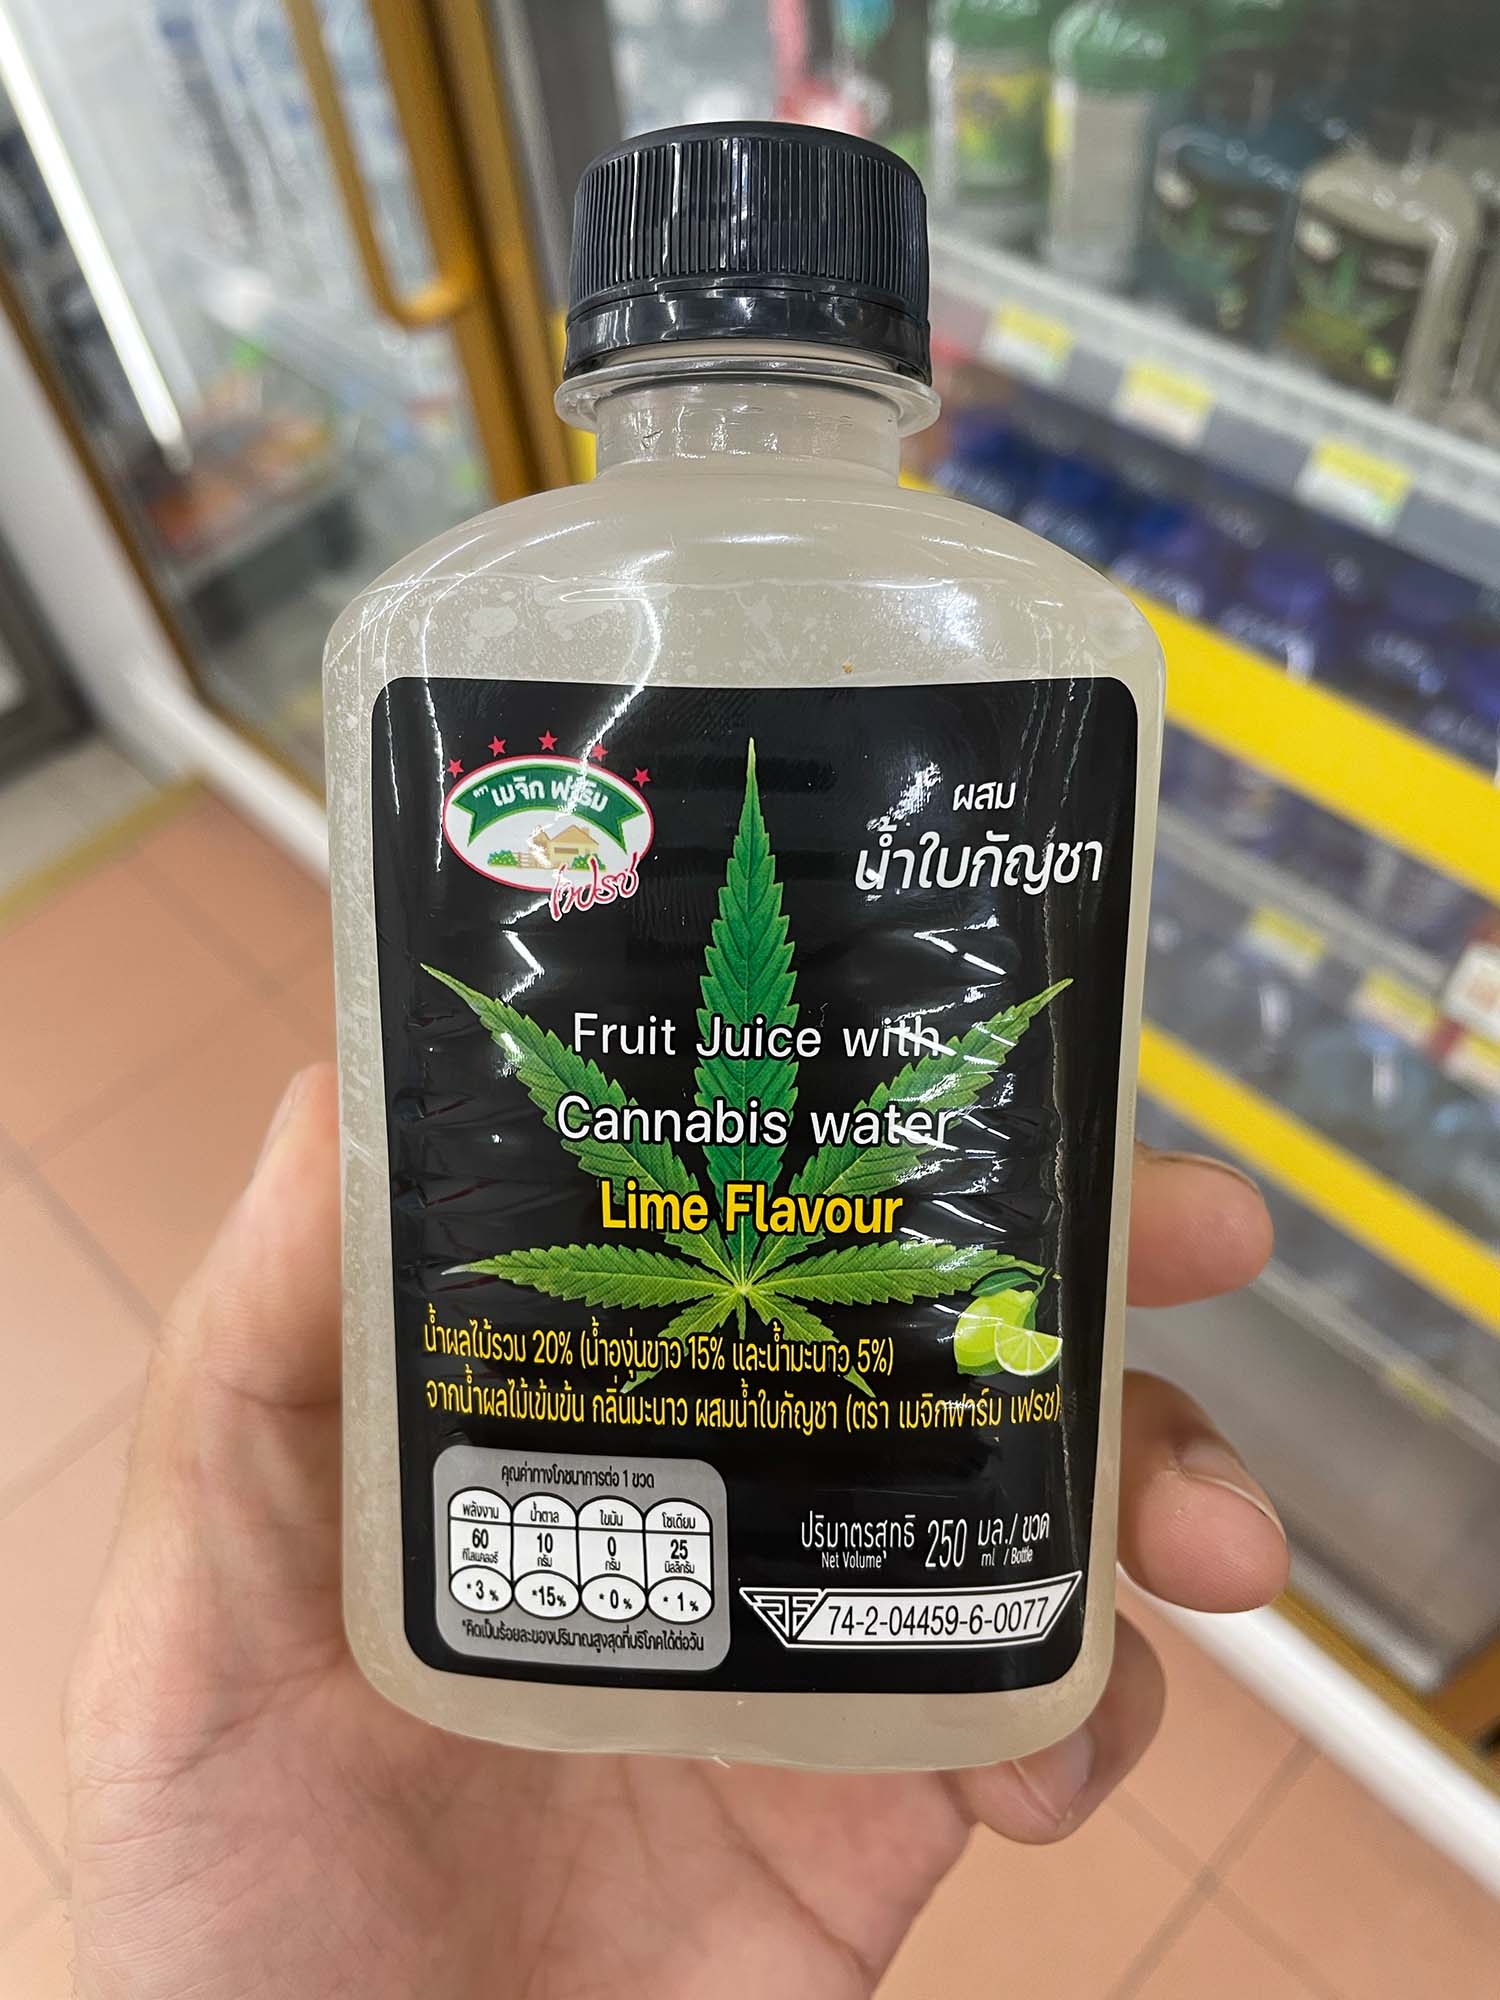 ตรา เมจิก ฟาร์ม
เฟรช
ผสม
น้ำใบกัญชา
Fruit Juice with
Cannabis water
Lime Flavour
น้ำผลไม้รวม 20% (น้ำองุ่นขาว 15% และน้ำมะนาว 5%)
จากน้ำผลไม้เข้มข้น กลิ่นมะนาว ผสมน้ำใบกัญชา (ตรา เมจิกฟาร์ม เฟรช)
คุณค่าทางโภชนาการต่อ 1 ขวด
พลังงาน น้ำตาล ไขมัน โซเดียม
60 10 0 25
กิโลแคลอรี กรัม กรัม มิลลิกรัม
*3% *15% *0% *1%
*คิดเป็นร้อยละของปริมาณสูงสุดที่บริโภคได้ต่อวัน
ปริมาตรสุทธิ 250 มล./ ขวด
Net Volume ml / Bottle
74-2-04459-6-0077